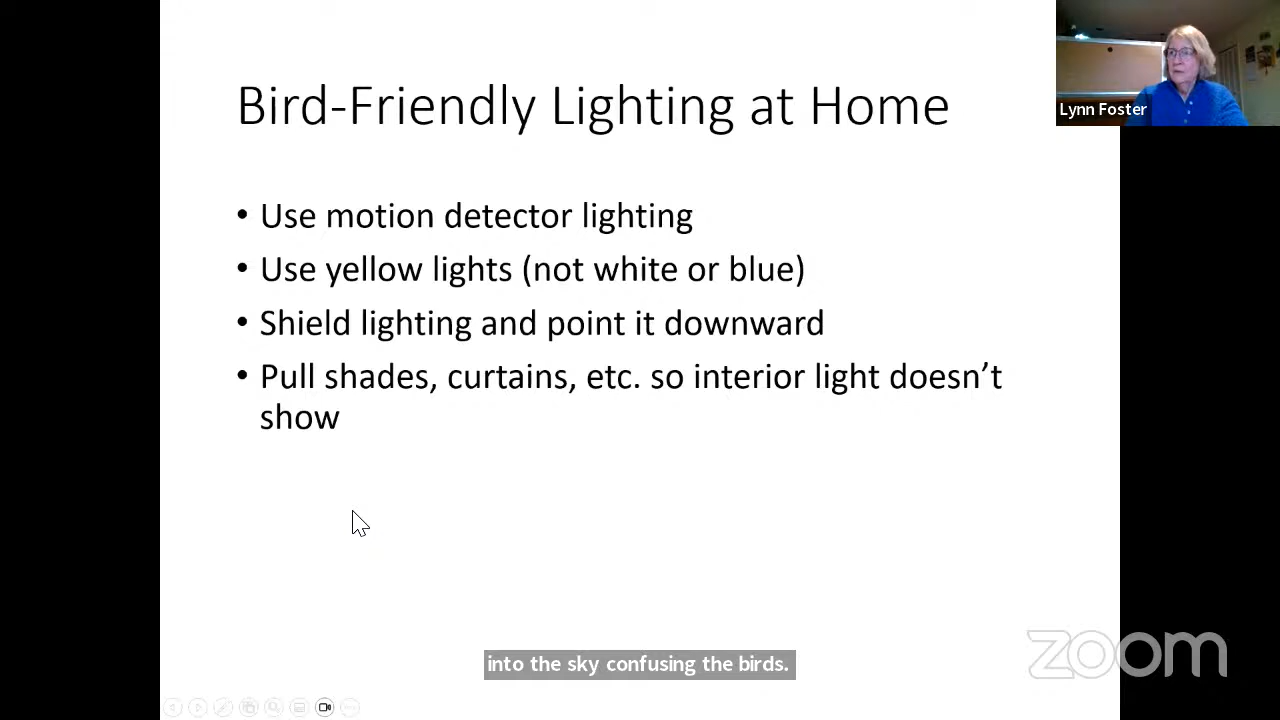 Bird-Friendly Lighting at Home
Lynn Foster
• Use motion detector lighting
• Use yellow lights (not white or blue)
• Shield lighting and point it downward
• Pull shades, curtains, etc. so interior light doesn’t
show
into the sky confusing the birds.
zoom